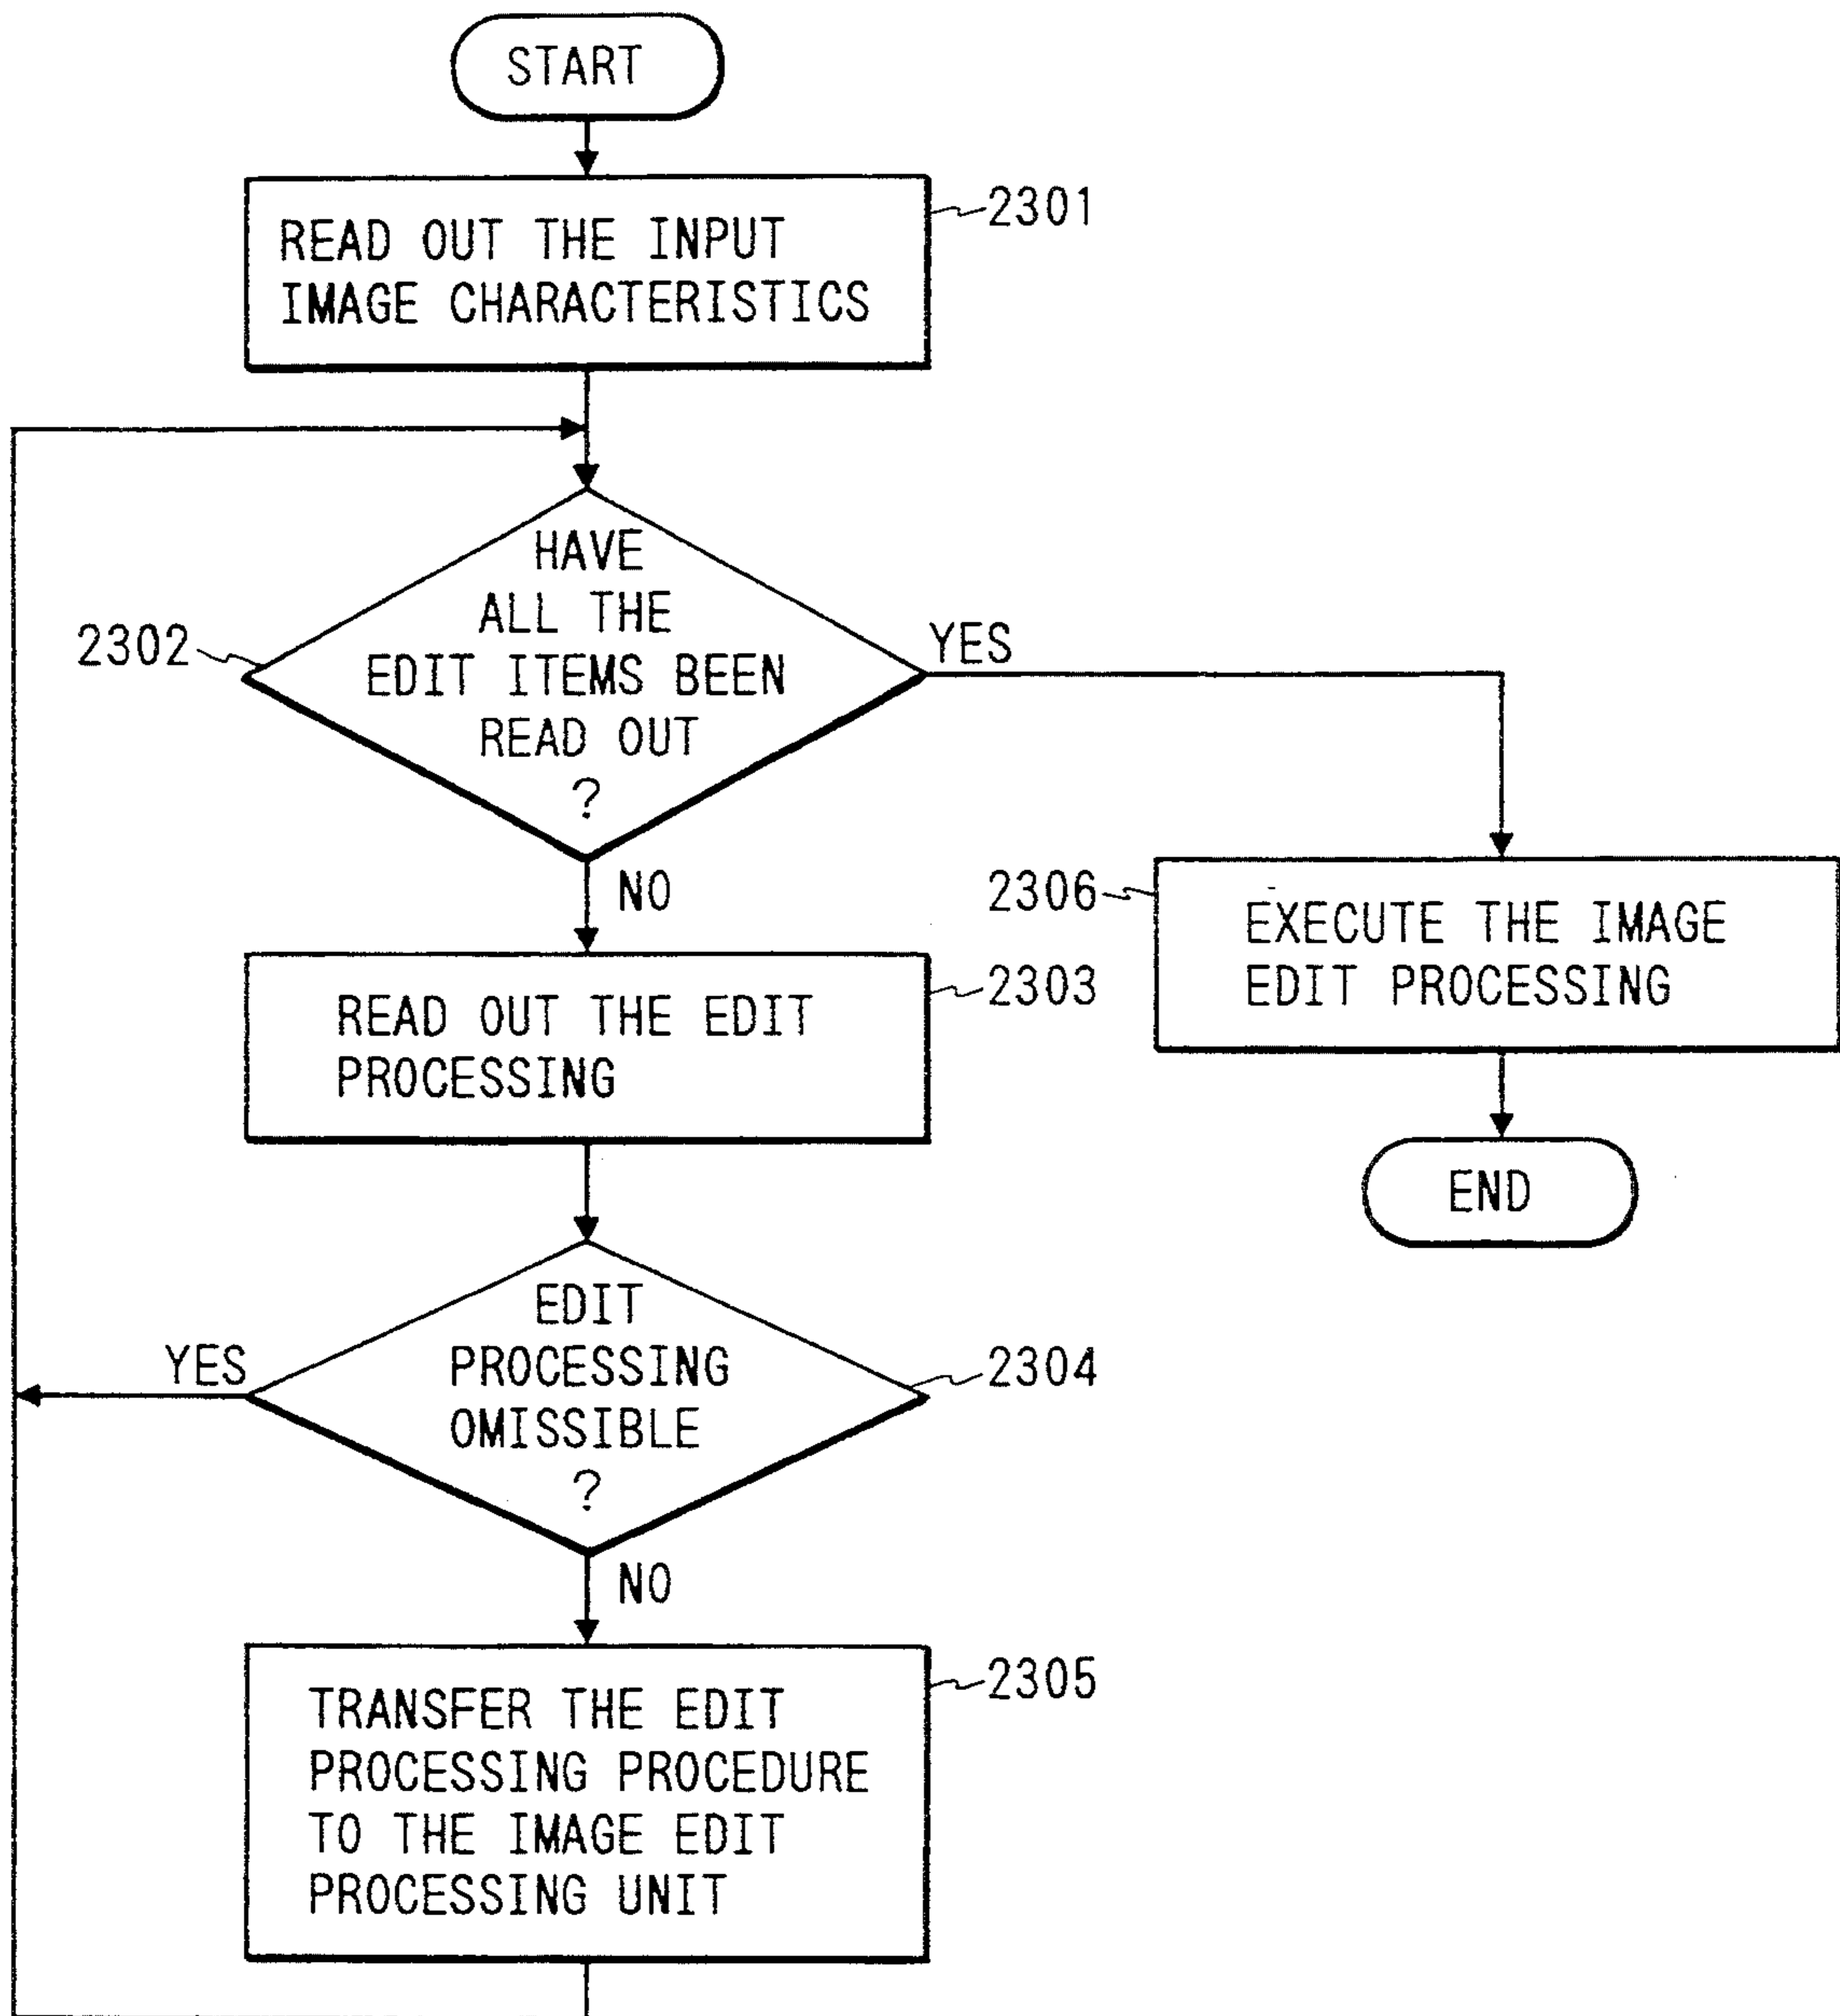 START
READ OUT THE INPUT
IMAGE CHARACTERISTICS
2301
HAVE
ALL THE
EDIT ITEMS BEEN
READ OUT
?
2302
YES
NO
READ OUT THE EDIT
PROCESSING
2303
2306
EXECUTE THE IMAGE
EDIT PROCESSING
END
EDIT
PROCESSING
OMISSIBLE
?
YES
2304
NO
TRANSFER THE EDIT
PROCESSING PROCEDURE
TO THE IMAGE EDIT
PROCESSING UNIT
2305